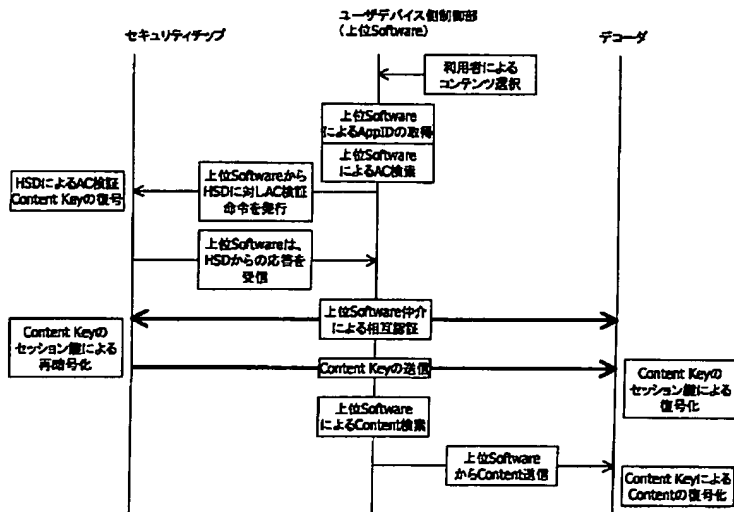 セキュリティチップ
ユーザデバイス側制御部
(上位Software)
デコーダ
利用者による
コンテンツ選択
上位Software
によるAppIDの取得
上位Software
によるAC検索
HSDによるAC検証
Content Keyの復号
上位Softwareから
HSDに対しAC検証
命令を発行
上位Softwareは、
HSDからの応答を
受信
上位Software仲介
による相互認証
Content Keyの
セッション鍵による
再暗号化
Content Keyの送信
Content Keyの
セッション鍵による
復号化
上位Software
によるContent検索
上位Software
からContent送信
Content Keyによる
Contentの復号化